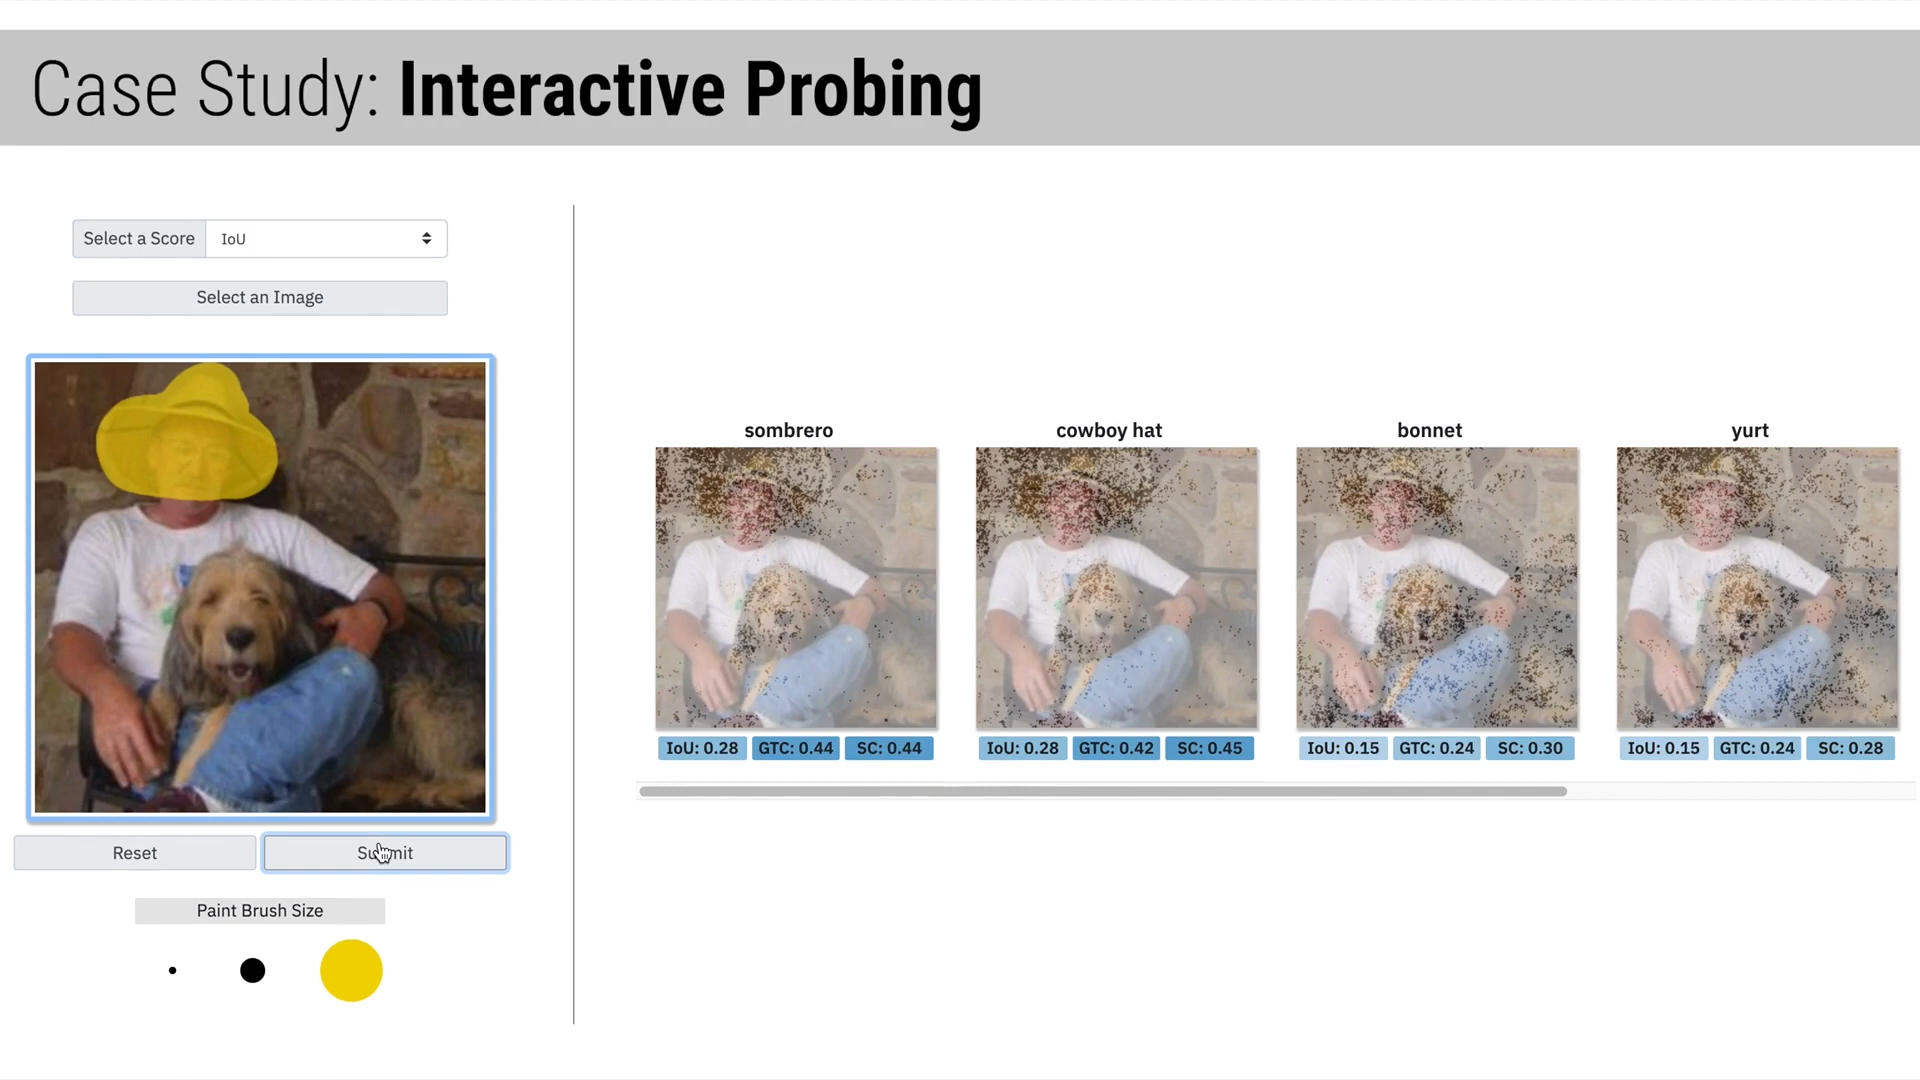 Case Study: Interactive Probing
Select a Score IoU
Select an Image
Reset Submit
Paint Brush Size
sombrero cowboy hat bonnet yurt
IoU: 0.28 GTC: 0.44 SC: 0.44 IoU: 0.28 GTC: 0.42 SC: 0.45 IoU: 0.15 GTC: 0.24 SC: 0.30 IoU: 0.15 GTC: 0.24 SC: 0.28